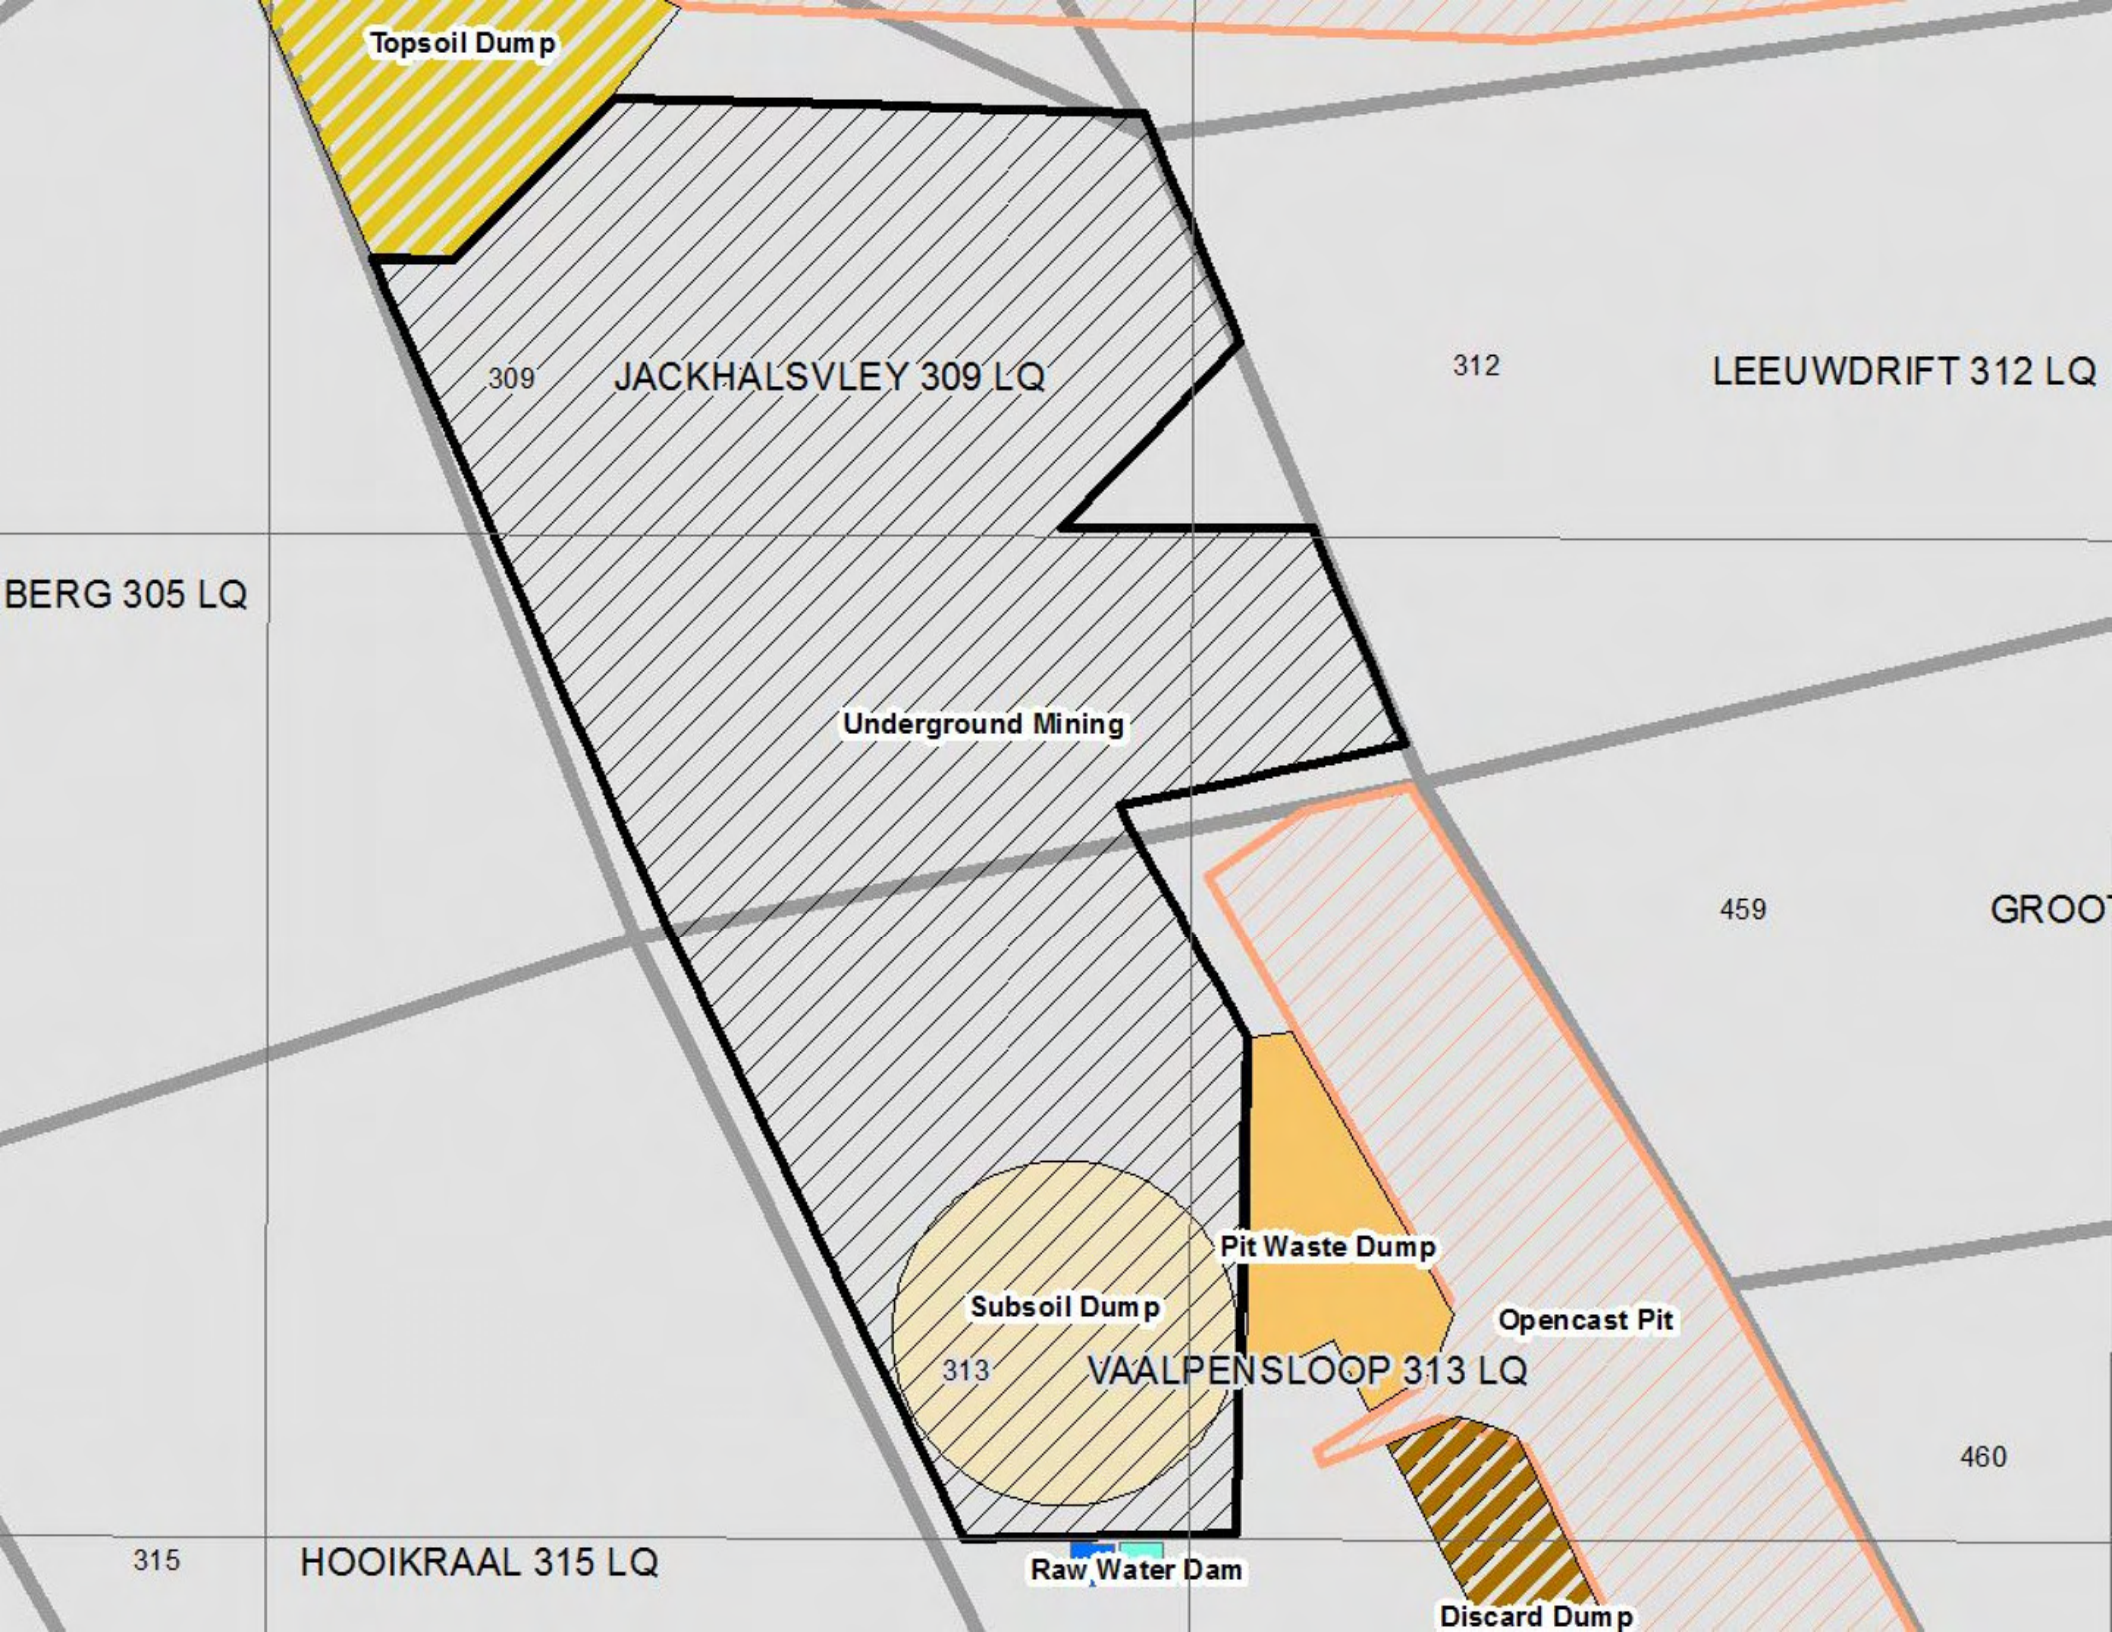 Topsoil Dump
309
JACKHALSVLEY 309 LQ
312
LEEUWDRIFT 312 LQ
BERG 305 LQ
Underground Mining
459
GROOT
Pit Waste Dump
Subsoil Dump
Opencast Pit
313
VAALPENSLOOP 313 LQ
460
315
HOOIKRAAL 315 LQ
Raw Water Dam
Discard Dump